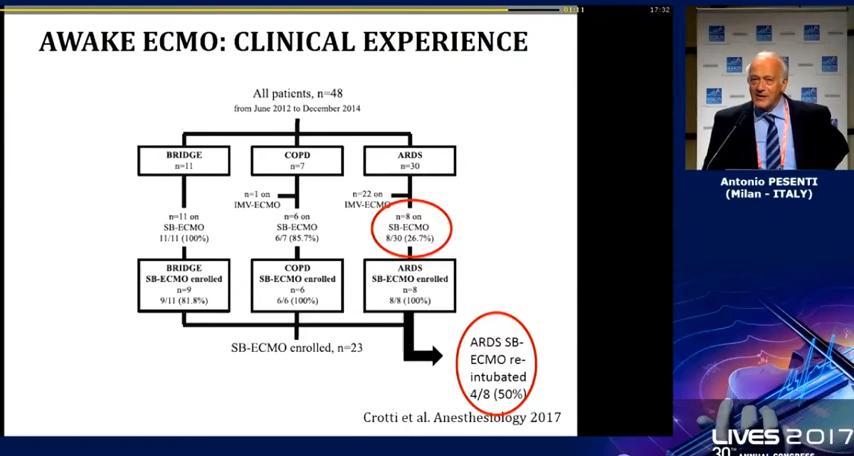 01:11
17:32
AWAKE ECMO: CLINICAL EXPERIENCE
All patients, n=48
from June 2012 to December 2014
BRIDGE
n=11
COPD
n=7
ARDS
n=30
n=1 on
IMV-ECMO
n=22 on
IMV-ECMO
n=11 on
SB-ECMO
11/11 (100%)
n=6 on
SB-ECMO
6/7 (85.7%)
n=8 on
SB-ECMO
8/30 (26.7%)
BRIDGE
SB-ECMO enrolled
n=9
9/11 (81.8%)
COPD
SB-ECMO enrolled
n=6
6/6 (100%)
ARDS
SB-ECMO enrolled
n=8
8/8 (100%)
SB-ECMO enrolled, n=23
ARDS SB-
ECMO re-
intubated
4/8 (50%)
Crotti et al. Anesthesiology 2017
Antonio PESENTI
(Milan - ITALY)
LIVES 2017
30TH ANNUAL CONGRESS